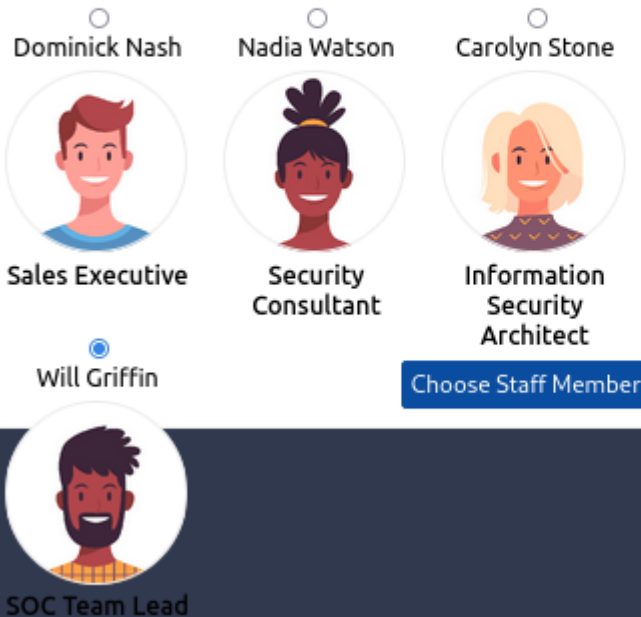 Dominick Nash
Nadia Watson
Carolyn Stone
Sales Executive
Security
Consultant
Information
Security
Architect
Will Griffin
Choose Staff Member
SOC Team Lead